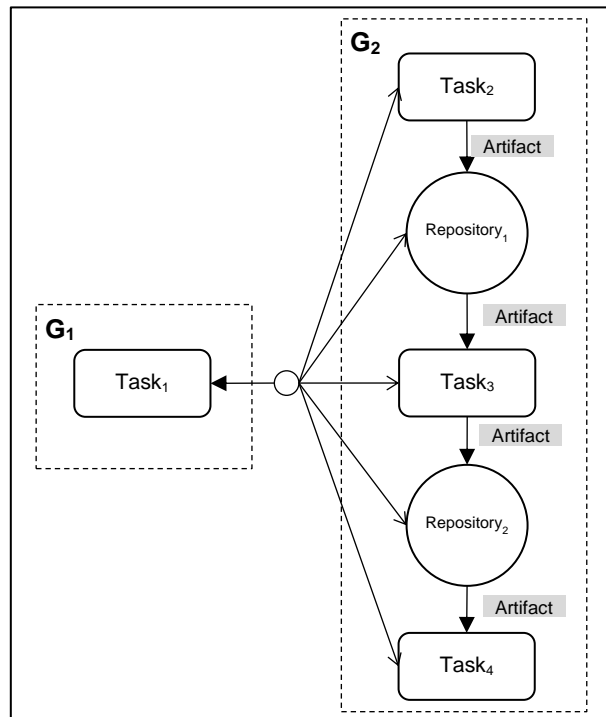 G₂
Task₂
Artifact
Repository₁
Artifact
G₁
Task₁
Task₃
Artifact
Repository₂
Artifact
Task₄